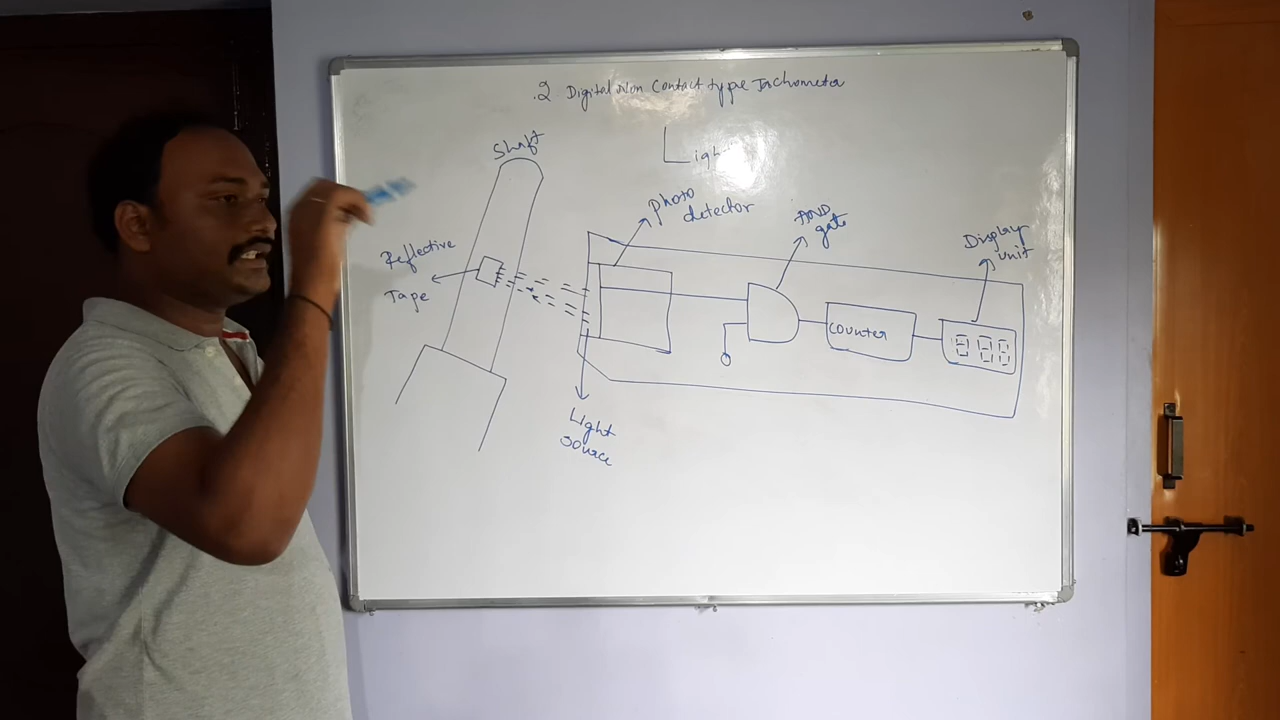 .2 Digital Non Contact type Tachometer
Light
Shaft
Photo
detector
AND
gate
Display
unit
Reflective
Tape
counter
888
Light
Source